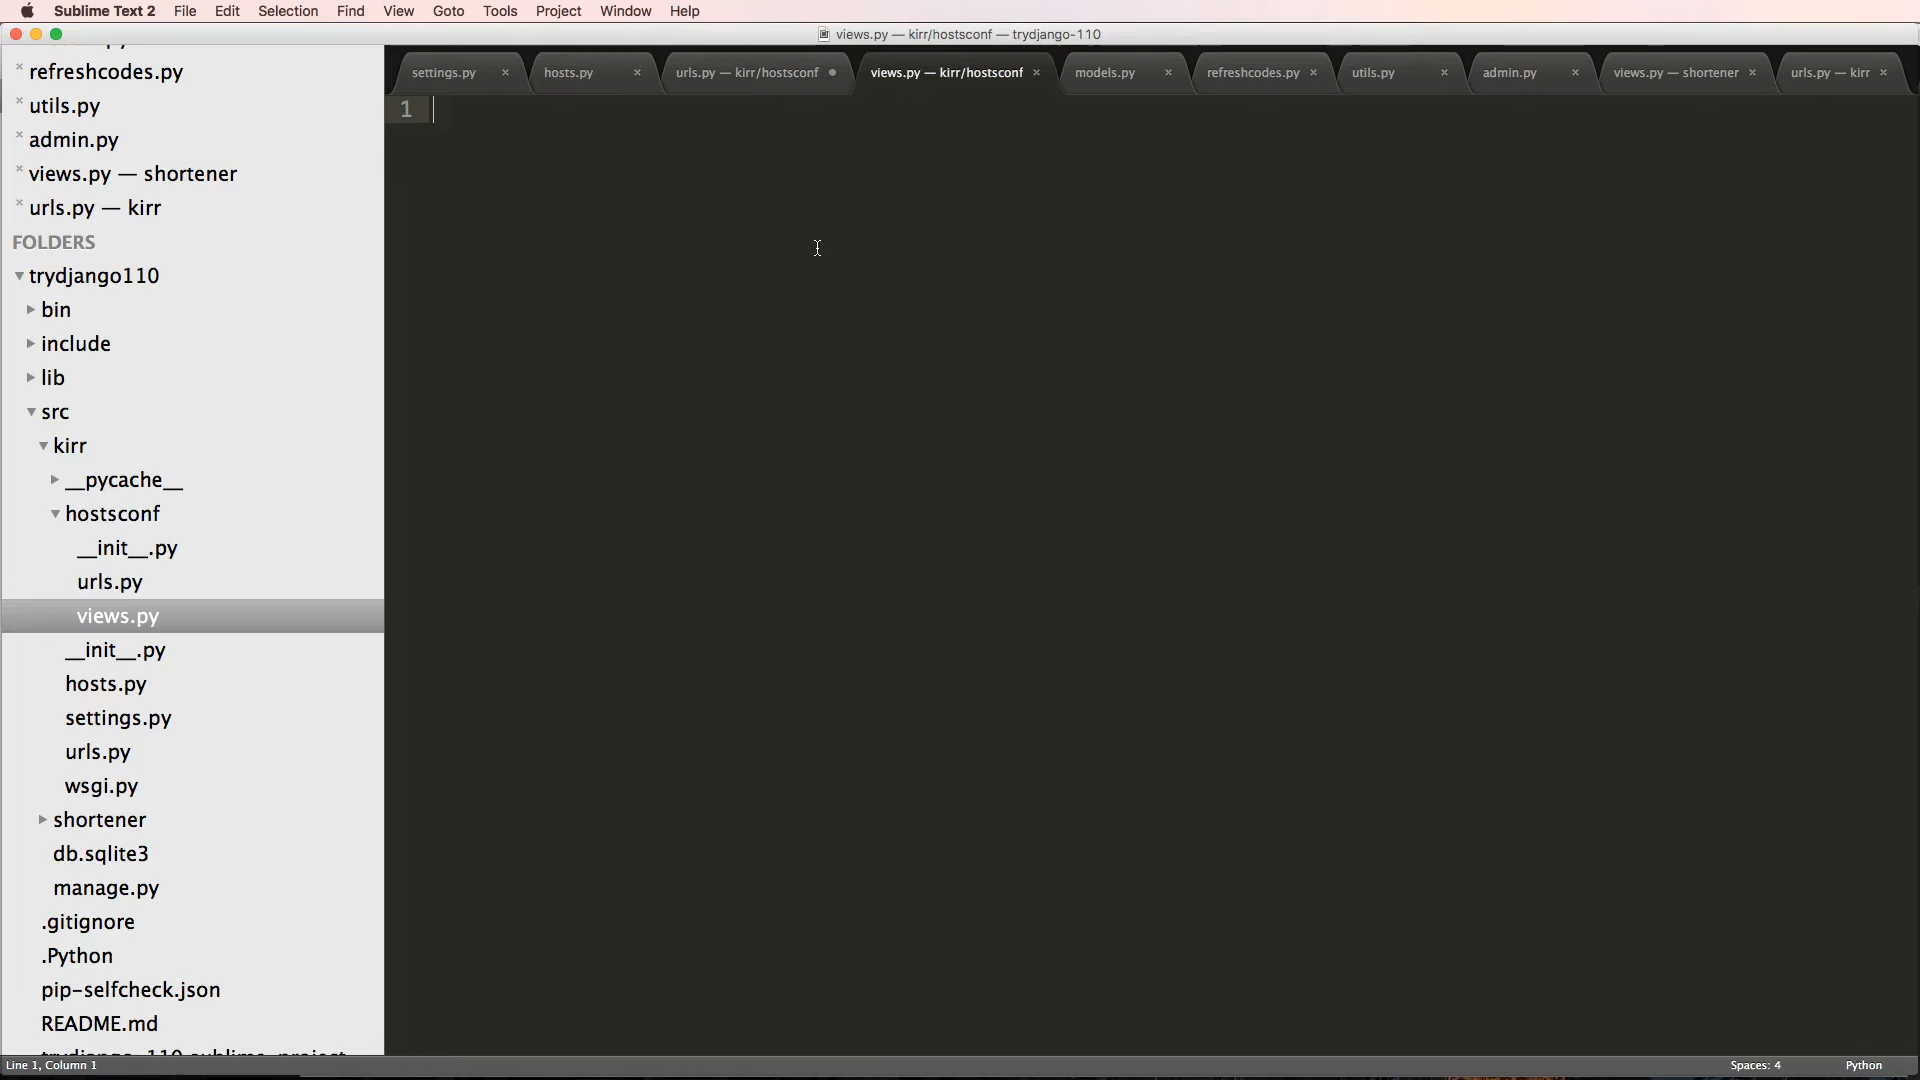 Sublime Text 2 File Edit Selection Find View Goto Tools Project Window Help
views.py — kirr/hostsconf — trydjango-110
settings.py × hosts.py × urls.py — kirr/hostsconf views.py — kirr/hostsconf × models.py × refreshcodes.py × utils.py × admin.py × views.py — shortener × urls.py — kirr ×
× refreshcodes.py
× utils.py
× admin.py
× views.py — shortener
× urls.py — kirr
FOLDERS
trydjango110
bin
include
lib
src
kirr
__pycache__
hostsconf
__init__.py
urls.py
views.py
__init__.py
hosts.py
settings.py
urls.py
wsgi.py
shortener
db.sqlite3
manage.py
.gitignore
.Python
pip-selfcheck.json
README.md
1
Line 1, Column 1 Spaces: 4 Python